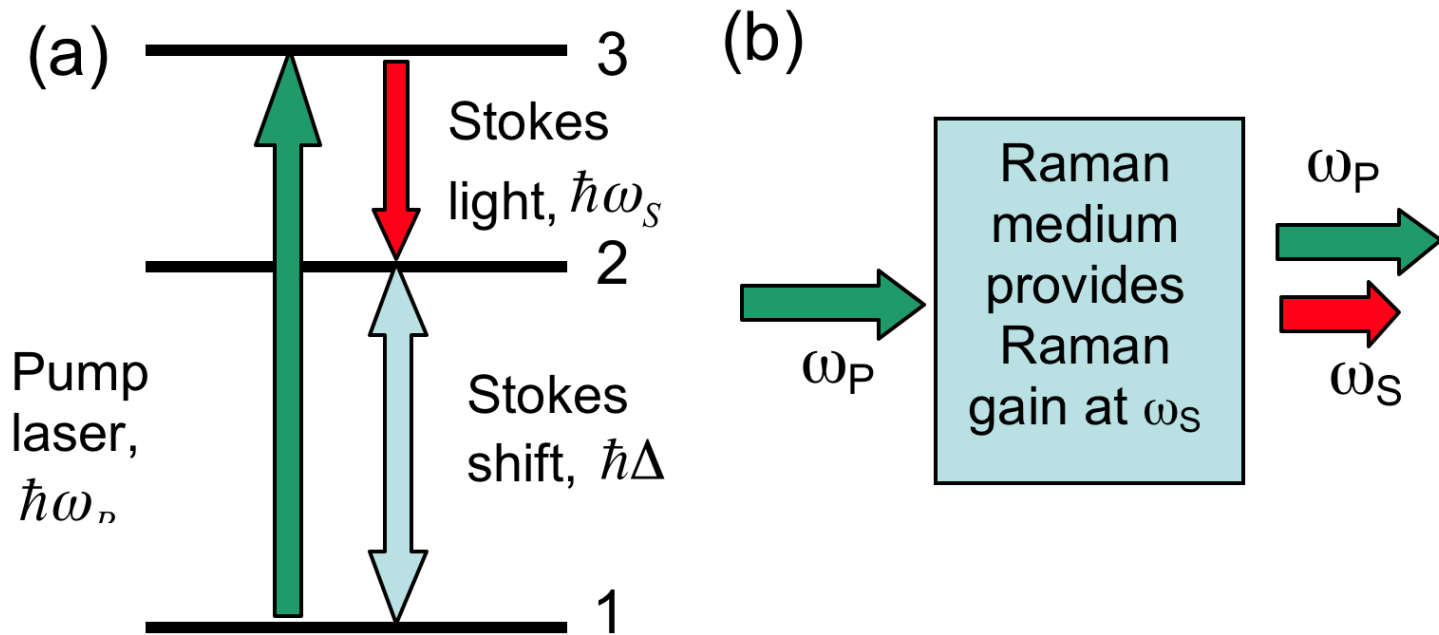 (a)
3
Stokes
light, ħω_S
2
Pump
laser,
ħω_P
Stokes
shift, ħΔ
1
(b)
Raman
medium
provides
Raman
gain at ω_S
ω_P
ω_P
ω_S